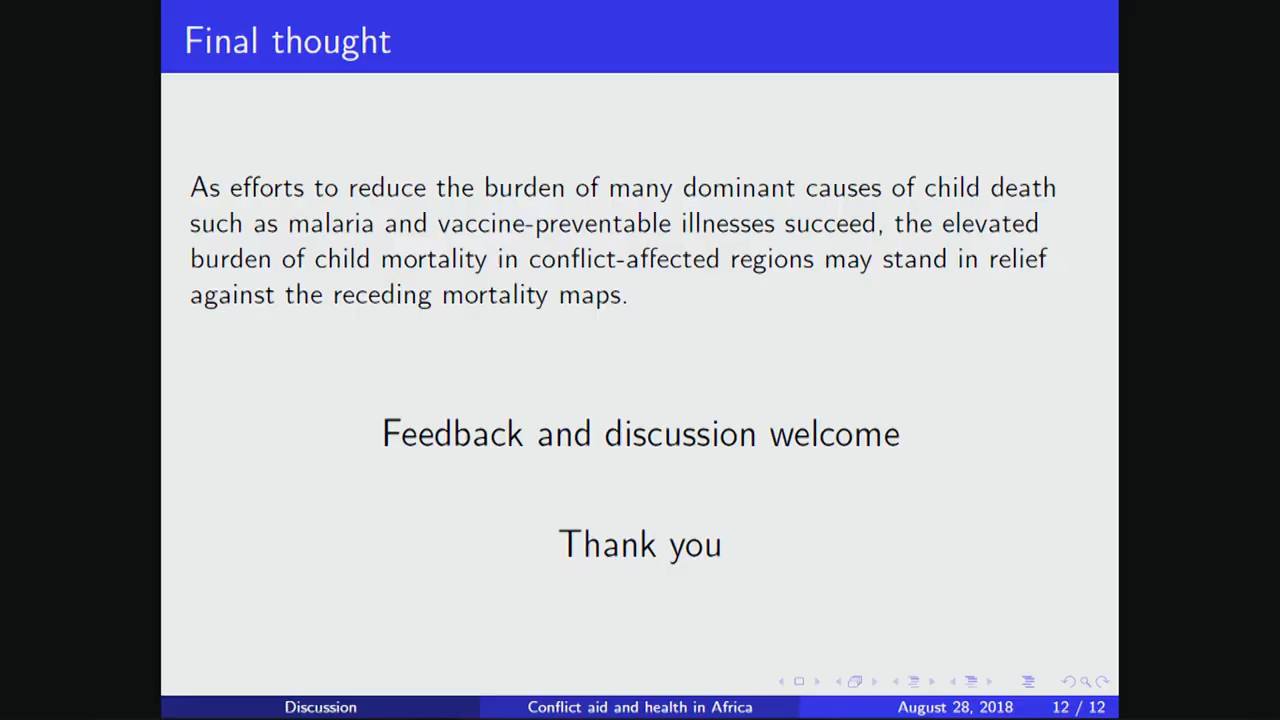 Final thought
As efforts to reduce the burden of many dominant causes of child death
such as malaria and vaccine-preventable illnesses succeed, the elevated
burden of child mortality in conflict-affected regions may stand in relief
against the receding mortality maps.
Feedback and discussion welcome
Thank you
Discussion Conflict aid and health in Africa August 28, 2018 12 / 12